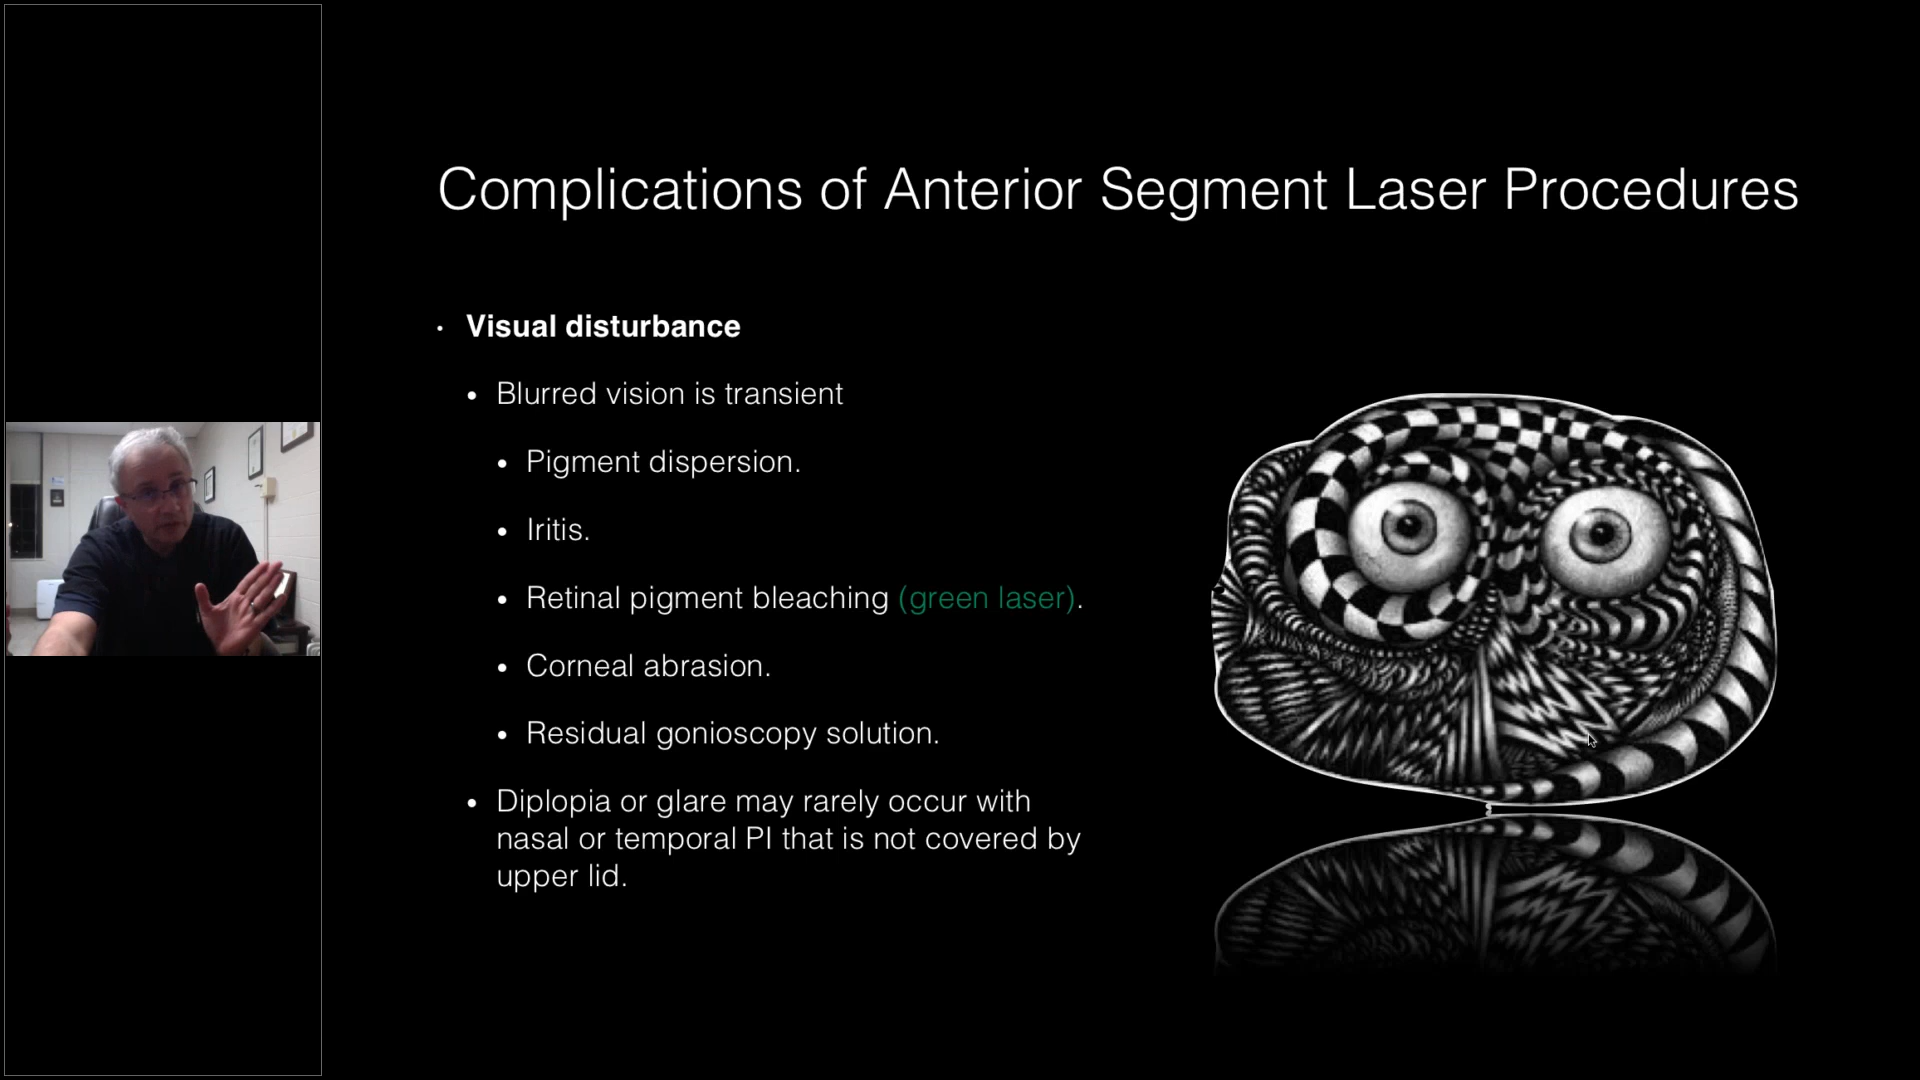 Complications of Anterior Segment Laser Procedures
• Visual disturbance
• Blurred vision is transient
• Pigment dispersion.
• Iritis.
• Retinal pigment bleaching (green laser).
• Corneal abrasion.
• Residual gonioscopy solution.
• Diplopia or glare may rarely occur with
nasal or temporal PI that is not covered by
upper lid.